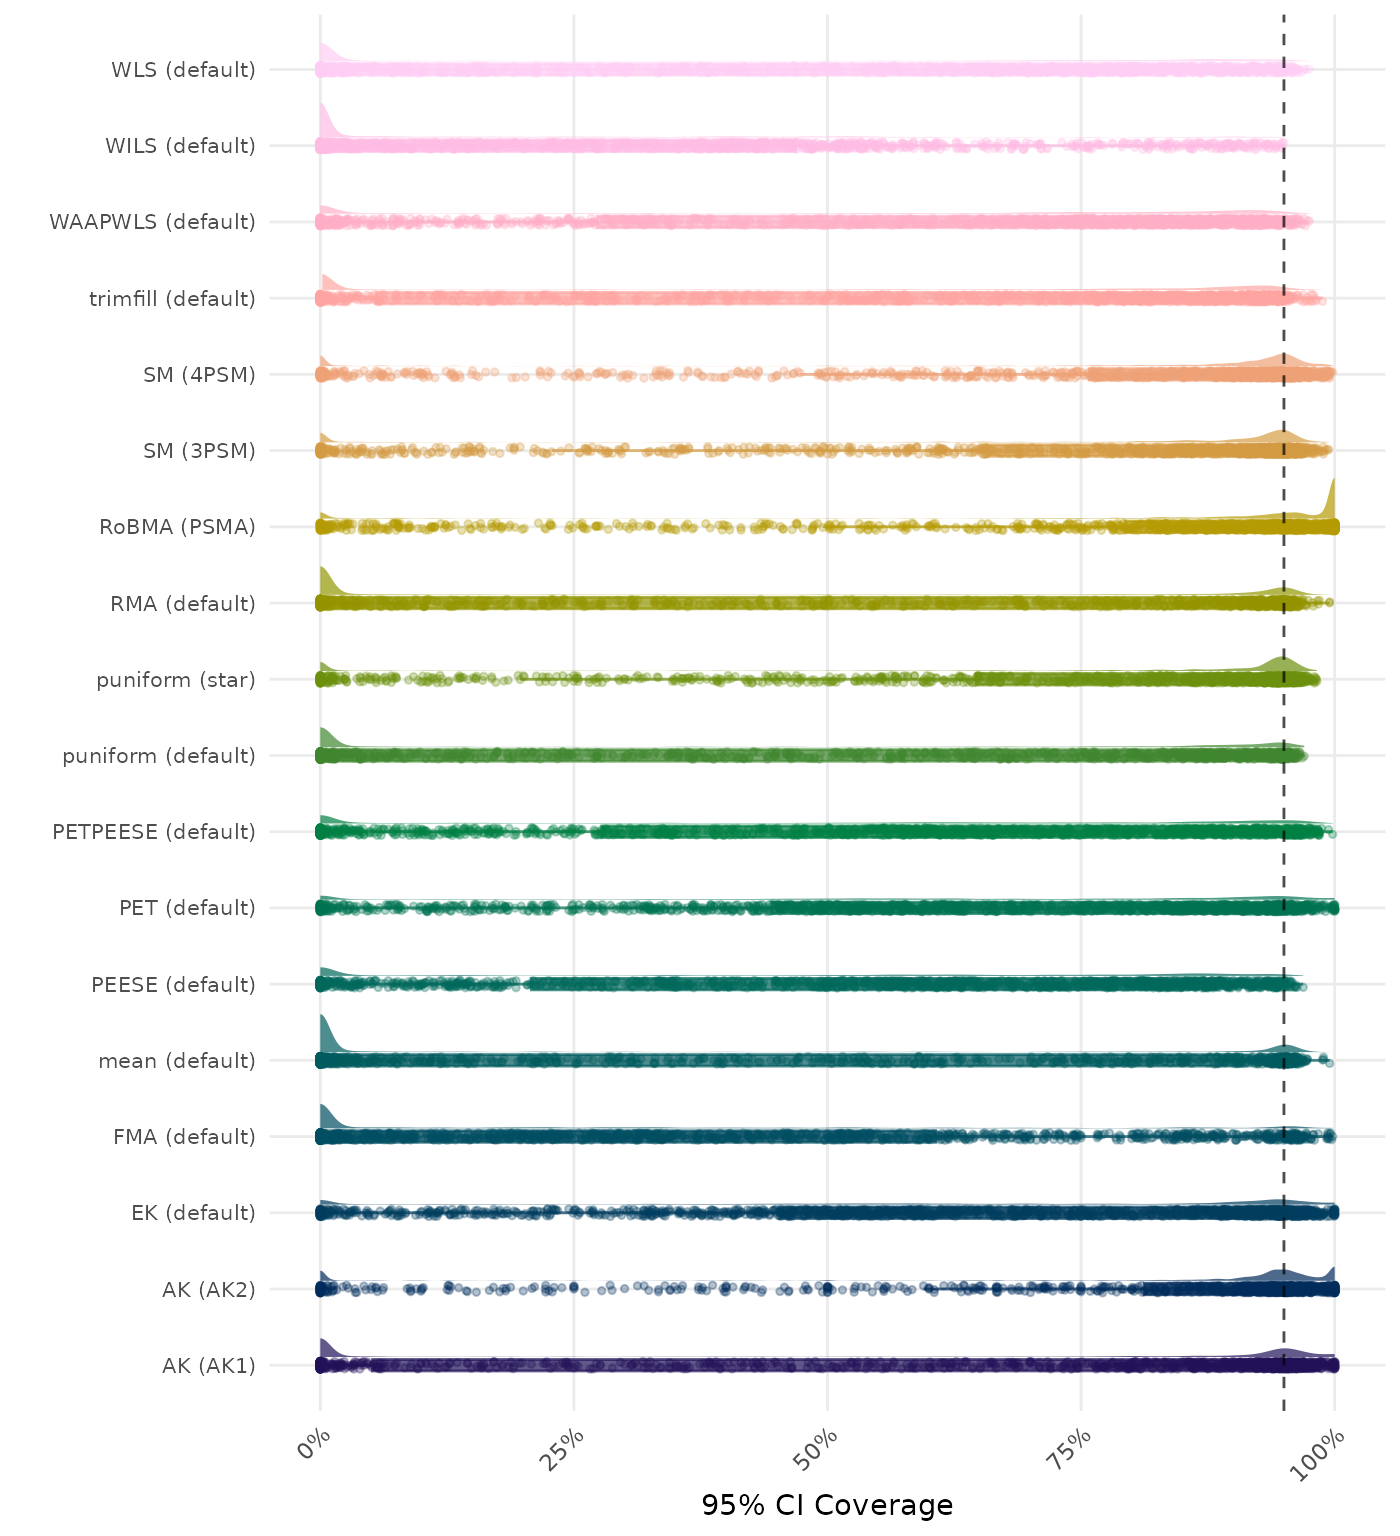 WLS (default)
WILS (default)
WAAPWLS (default)
trimfill (default)
SM (4PSM)
SM (3PSM)
RoBMA (PSMA)
RMA (default)
puniform (star)
puniform (default)
PETPEESE (default)
PET (default)
PEESE (default)
mean (default)
FMA (default)
EK (default)
AK (AK2)
AK (AK1)
0% 25% 50% 75% 100%
95% CI Coverage